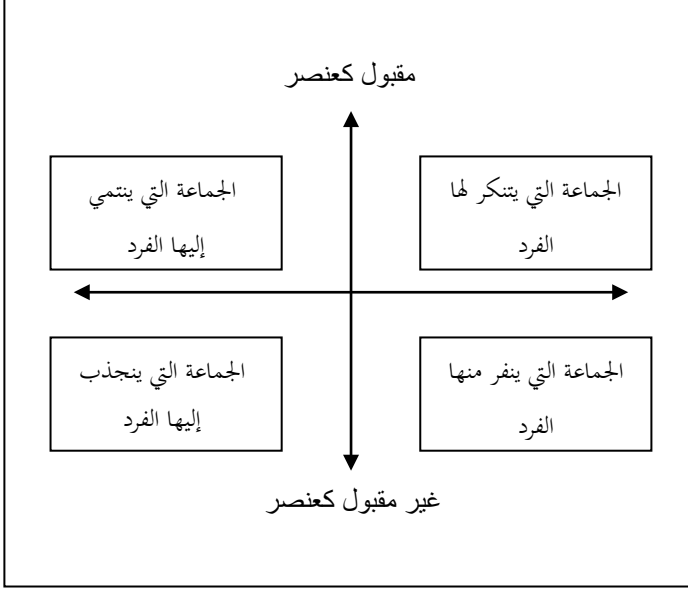 مقبول كعنصر
الجماعة التي يتنكر لها
الفرد
الجماعة التي ينتمي
إليها الفرد
الجماعة التي ينفر منها
الفرد
الجماعة التي ينجذب
إليها الفرد
غير مقبول كعنصر